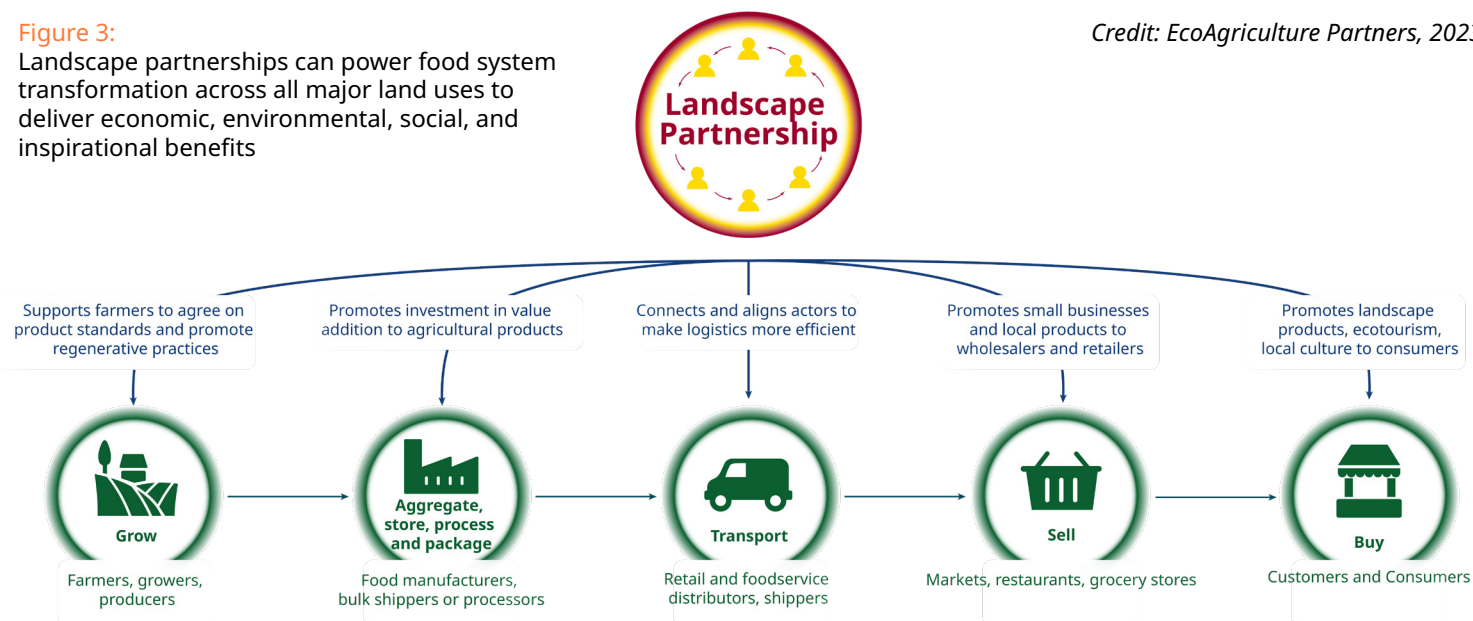 Figure 3:
Landscape partnerships can power food system
transformation across all major land uses to
deliver economic, environmental, social, and
inspirational benefits
Credit: EcoAgriculture Partners, 2023
Landscape
Partnership
Supports farmers to agree on
product standards and promote
regenerative practices
Promotes investment in value
addition to agricultural products
Connects and aligns actors to
make logistics more efficient
Promotes small businesses
and local products to
wholesalers and retailers
Promotes landscape
products, ecotourism,
local culture to consumers
Grow
Aggregate,
store, process
and package
Transport
Sell
Buy
Farmers, growers,
producers
Food manufacturers,
bulk shippers or processors
Retail and foodservice
distributors, shippers
Markets, restaurants, grocery stores
Customers and Consumers